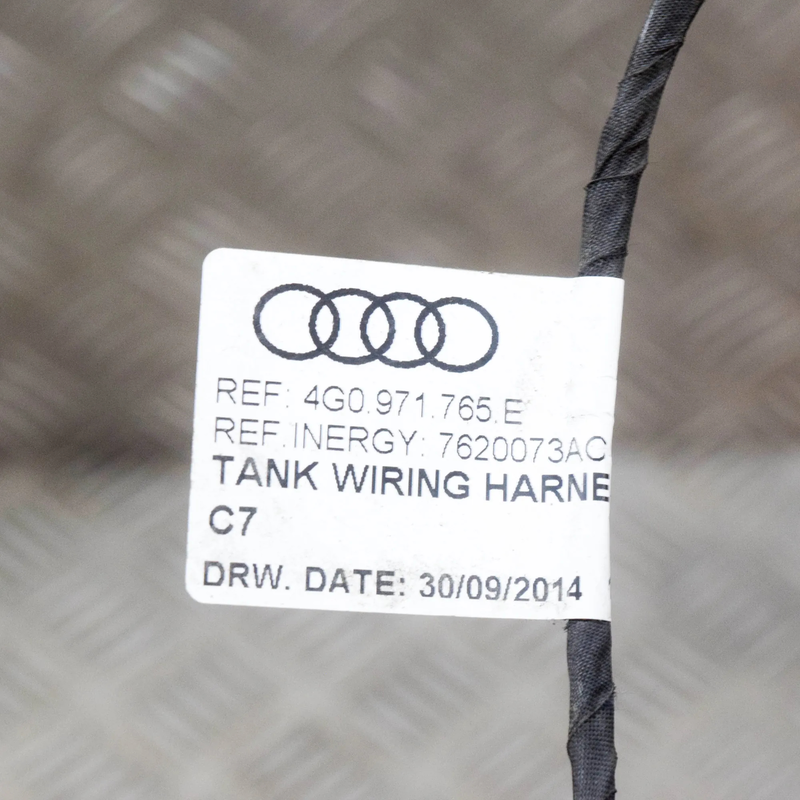 REF: 4G0.971.765.E
REF.INERGY: 7620073AC
TANK WIRING HARNE
C7
DRW. DATE: 30/09/2014